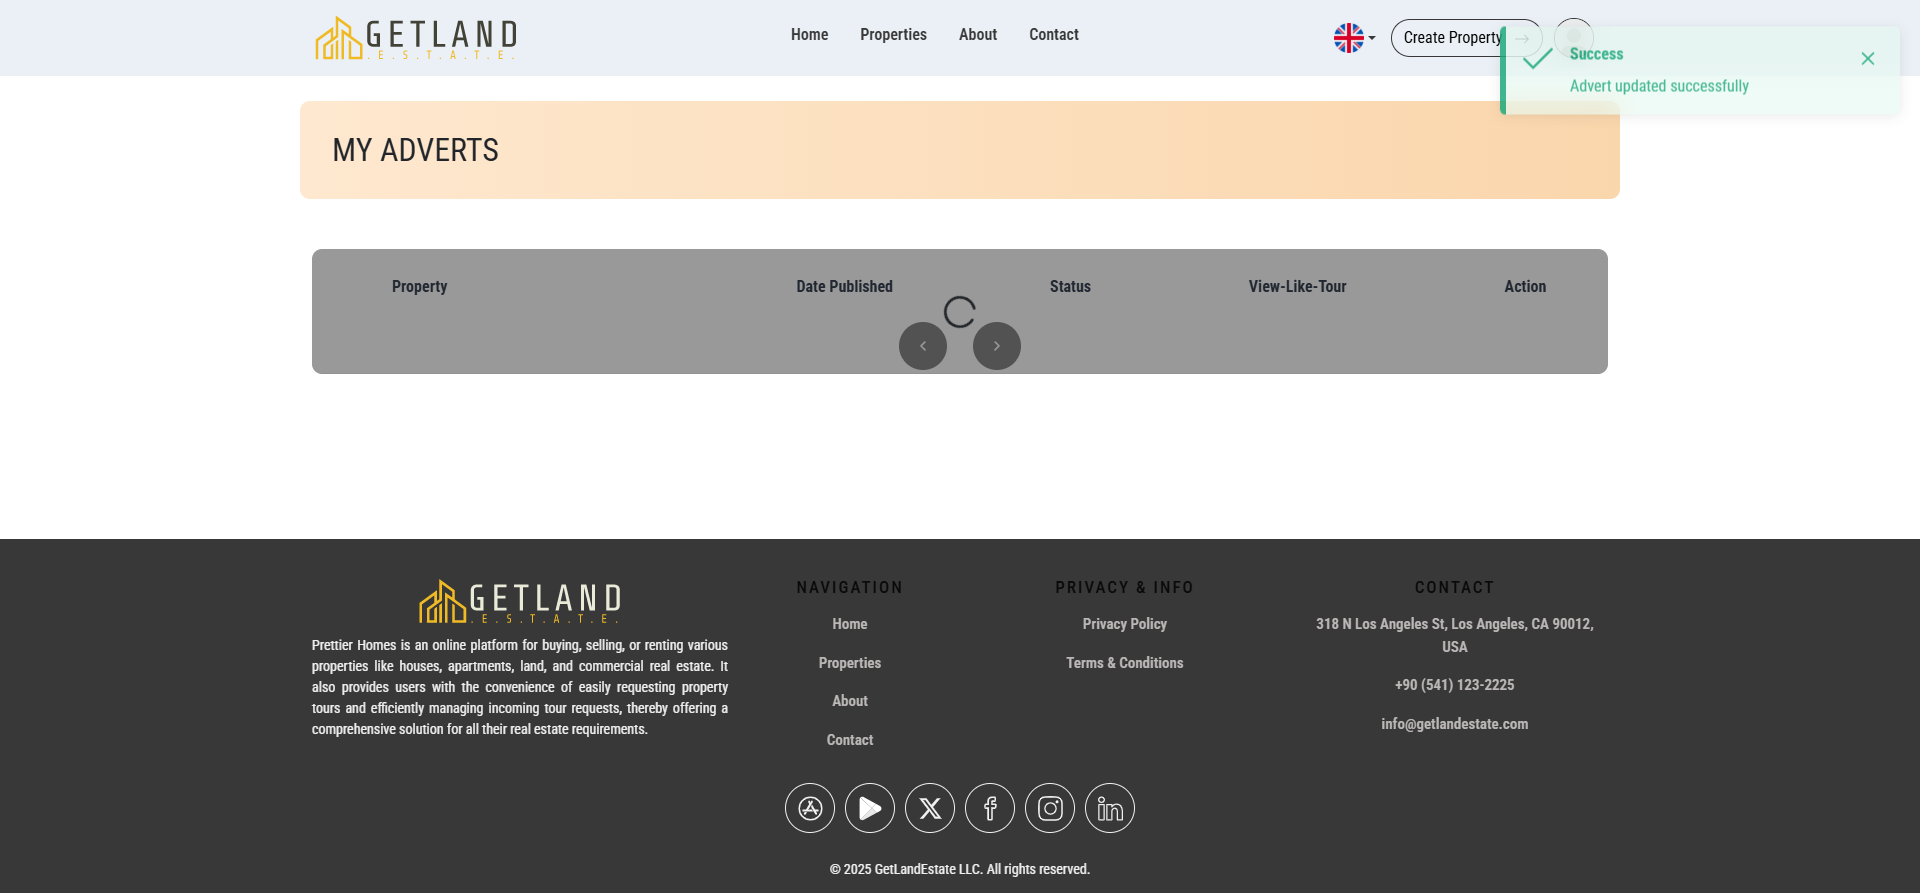 GETLAND
.E.S.T.A.T.E.
Home Properties About Contact
Create Property
Success
Advert updated successfully
MY ADVERTS
Property Date Published Status View-Like-Tour Action
GETLAND
.E.S.T.A.T.E.
Prettier Homes is an online platform for buying, selling, or renting various
properties like houses, apartments, land, and commercial real estate. It
also provides users with the convenience of easily requesting property
tours and efficiently managing incoming tour requests, thereby offering a
comprehensive solution for all their real estate requirements.
NAVIGATION
Home
Properties
About
Contact
PRIVACY & INFO
Privacy Policy
Terms & Conditions
CONTACT
318 N Los Angeles St, Los Angeles, CA 90012,
USA
+90 (541) 123-2225
info@getlandestate.com
© 2025 GetLandEstate LLC. All rights reserved.